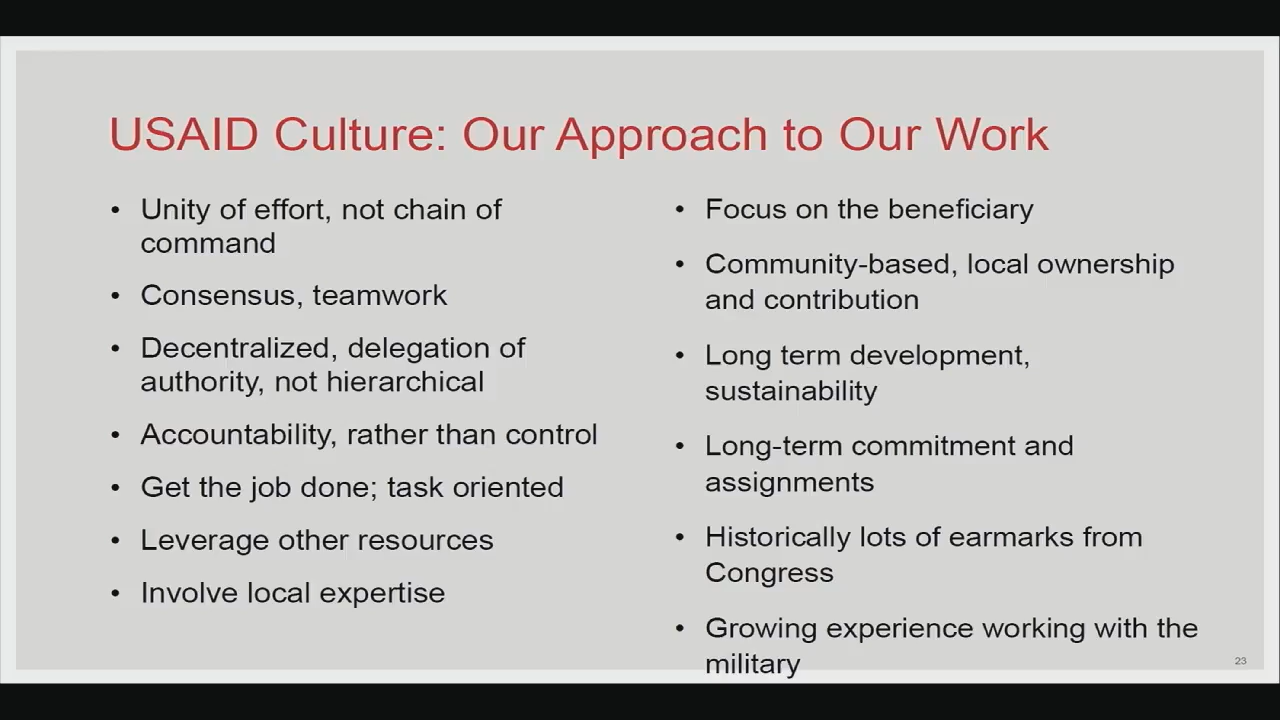 USAID Culture: Our Approach to Our Work
• Unity of effort, not chain of
command
• Consensus, teamwork
• Decentralized, delegation of
authority, not hierarchical
• Accountability, rather than control
• Get the job done; task oriented
• Leverage other resources
• Involve local expertise
• Focus on the beneficiary
• Community-based, local ownership
and contribution
• Long term development,
sustainability
• Long-term commitment and
assignments
• Historically lots of earmarks from
Congress
• Growing experience working with the
military
23